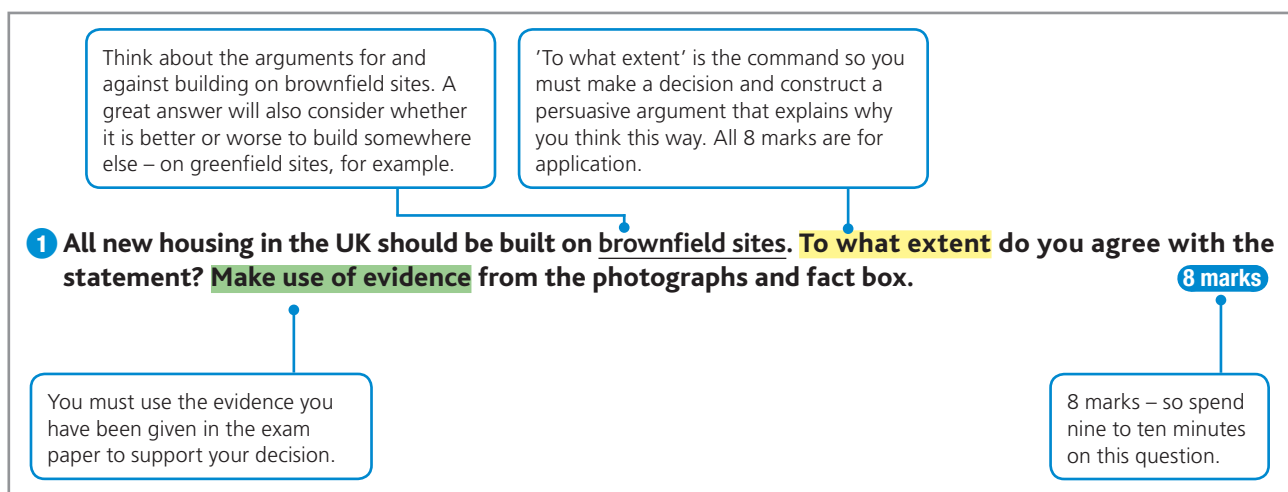 Think about the arguments for and
against building on brownfield sites. A
great answer will also consider whether
it is better or worse to build somewhere
else – on greenfield sites, for example.
'To what extent' is the command so you
must make a decision and construct a
persuasive argument that explains why
you think this way. All 8 marks are for
application.
1 All new housing in the UK should be built on brownfield sites. To what extent do you agree with the
statement? Make use of evidence from the photographs and fact box. 8 marks
You must use the evidence you
have been given in the exam
paper to support your decision.
8 marks – so spend
nine to ten minutes
on this question.